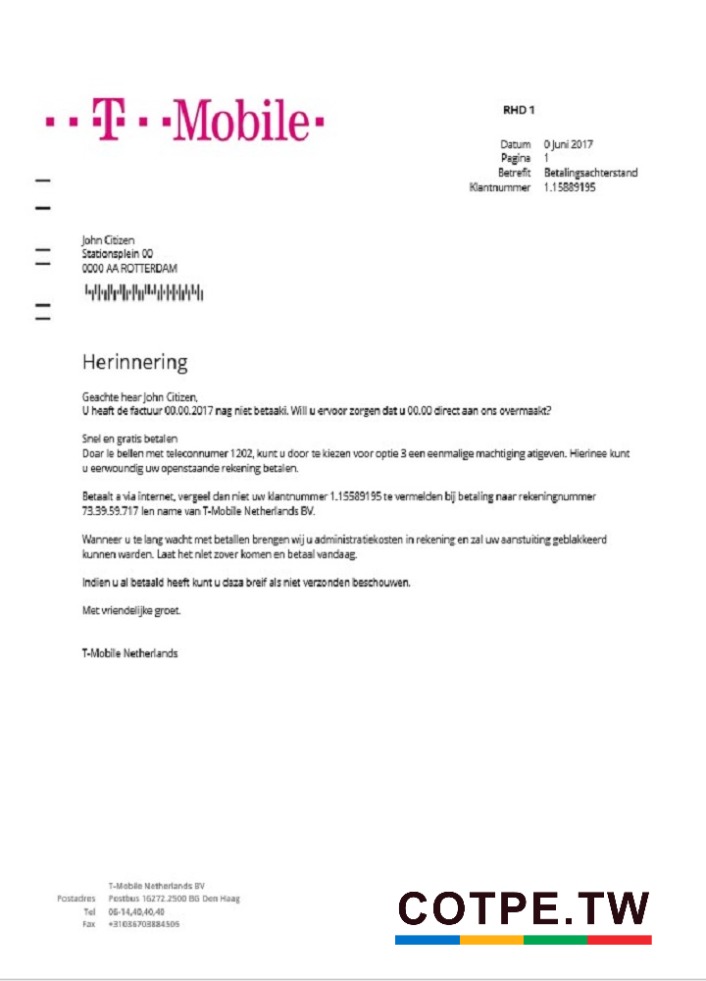 ··T··Mobile·
RHD 1
Datum 0 Juni 2017
Pagina 1
Betrefit Betalingsachterstand
Klantnummer 1.15889195
John Citizen
Stationsplein 00
0000 AA ROTTERDAM
Herinnering
Geachte hear John Citizen,
U heaft de factuur 00.00.2017 nag niet betaaki. Will u ervoor zorgen dat u 00.00 direct aan ons overmaakt?
Snel en gratis betalen
Doar le bellen met teleconnumer 1202, kunt u door te kiezen voor optie 3 een eenmalige machtiging atigeven. Hierinee kunt
u eerwoundig uw openstaande rekening betalen.
Betaalt a via internet, vergeel dan niet uw klantnummer 1.15589195 te vermelden bij betaling naar rekeningnummer
73.39.59.717 len name van T-Mobile Netherlands BV.
Wanneer u te lang wacht met betallen brengen wij u administratiekosten in rekening en zal uw aanstuiting geblakkeerd
kunnen warden. Laat het nlet zover komen en betaal vandaag.
Indien u al betaald heeft kunt u daza breif als niet verzonden beschouwen.
Met vriendelijke groet.
T-Mobile Netherlands
T-Mobile Netherlands BV
Postadres Postbus 16272.2500 BG Den Haag
Tel 06-14,40,40,40
Fax +31036703884505
COTPE.TW